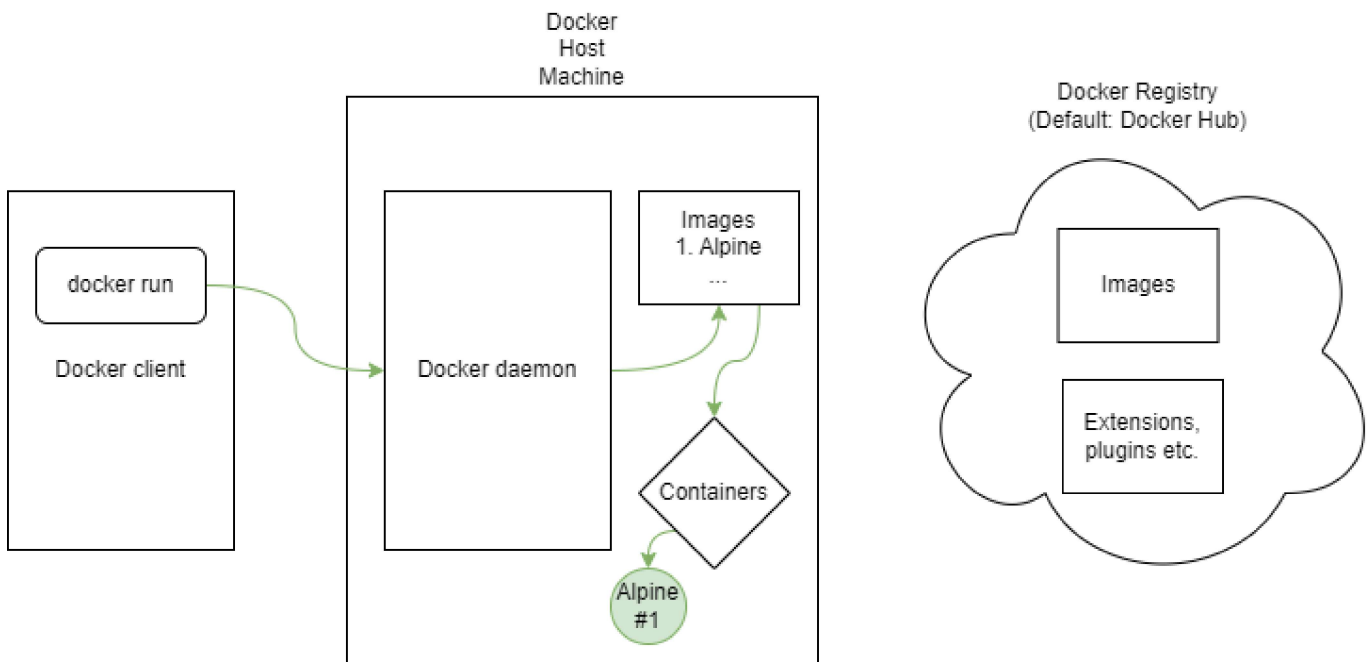 Docker
Host
Machine
Docker Registry
(Default: Docker Hub)
docker run
Docker client
Docker daemon
Images
1. Alpine
...
Containers
Alpine
#1
Images
Extensions,
plugins etc.